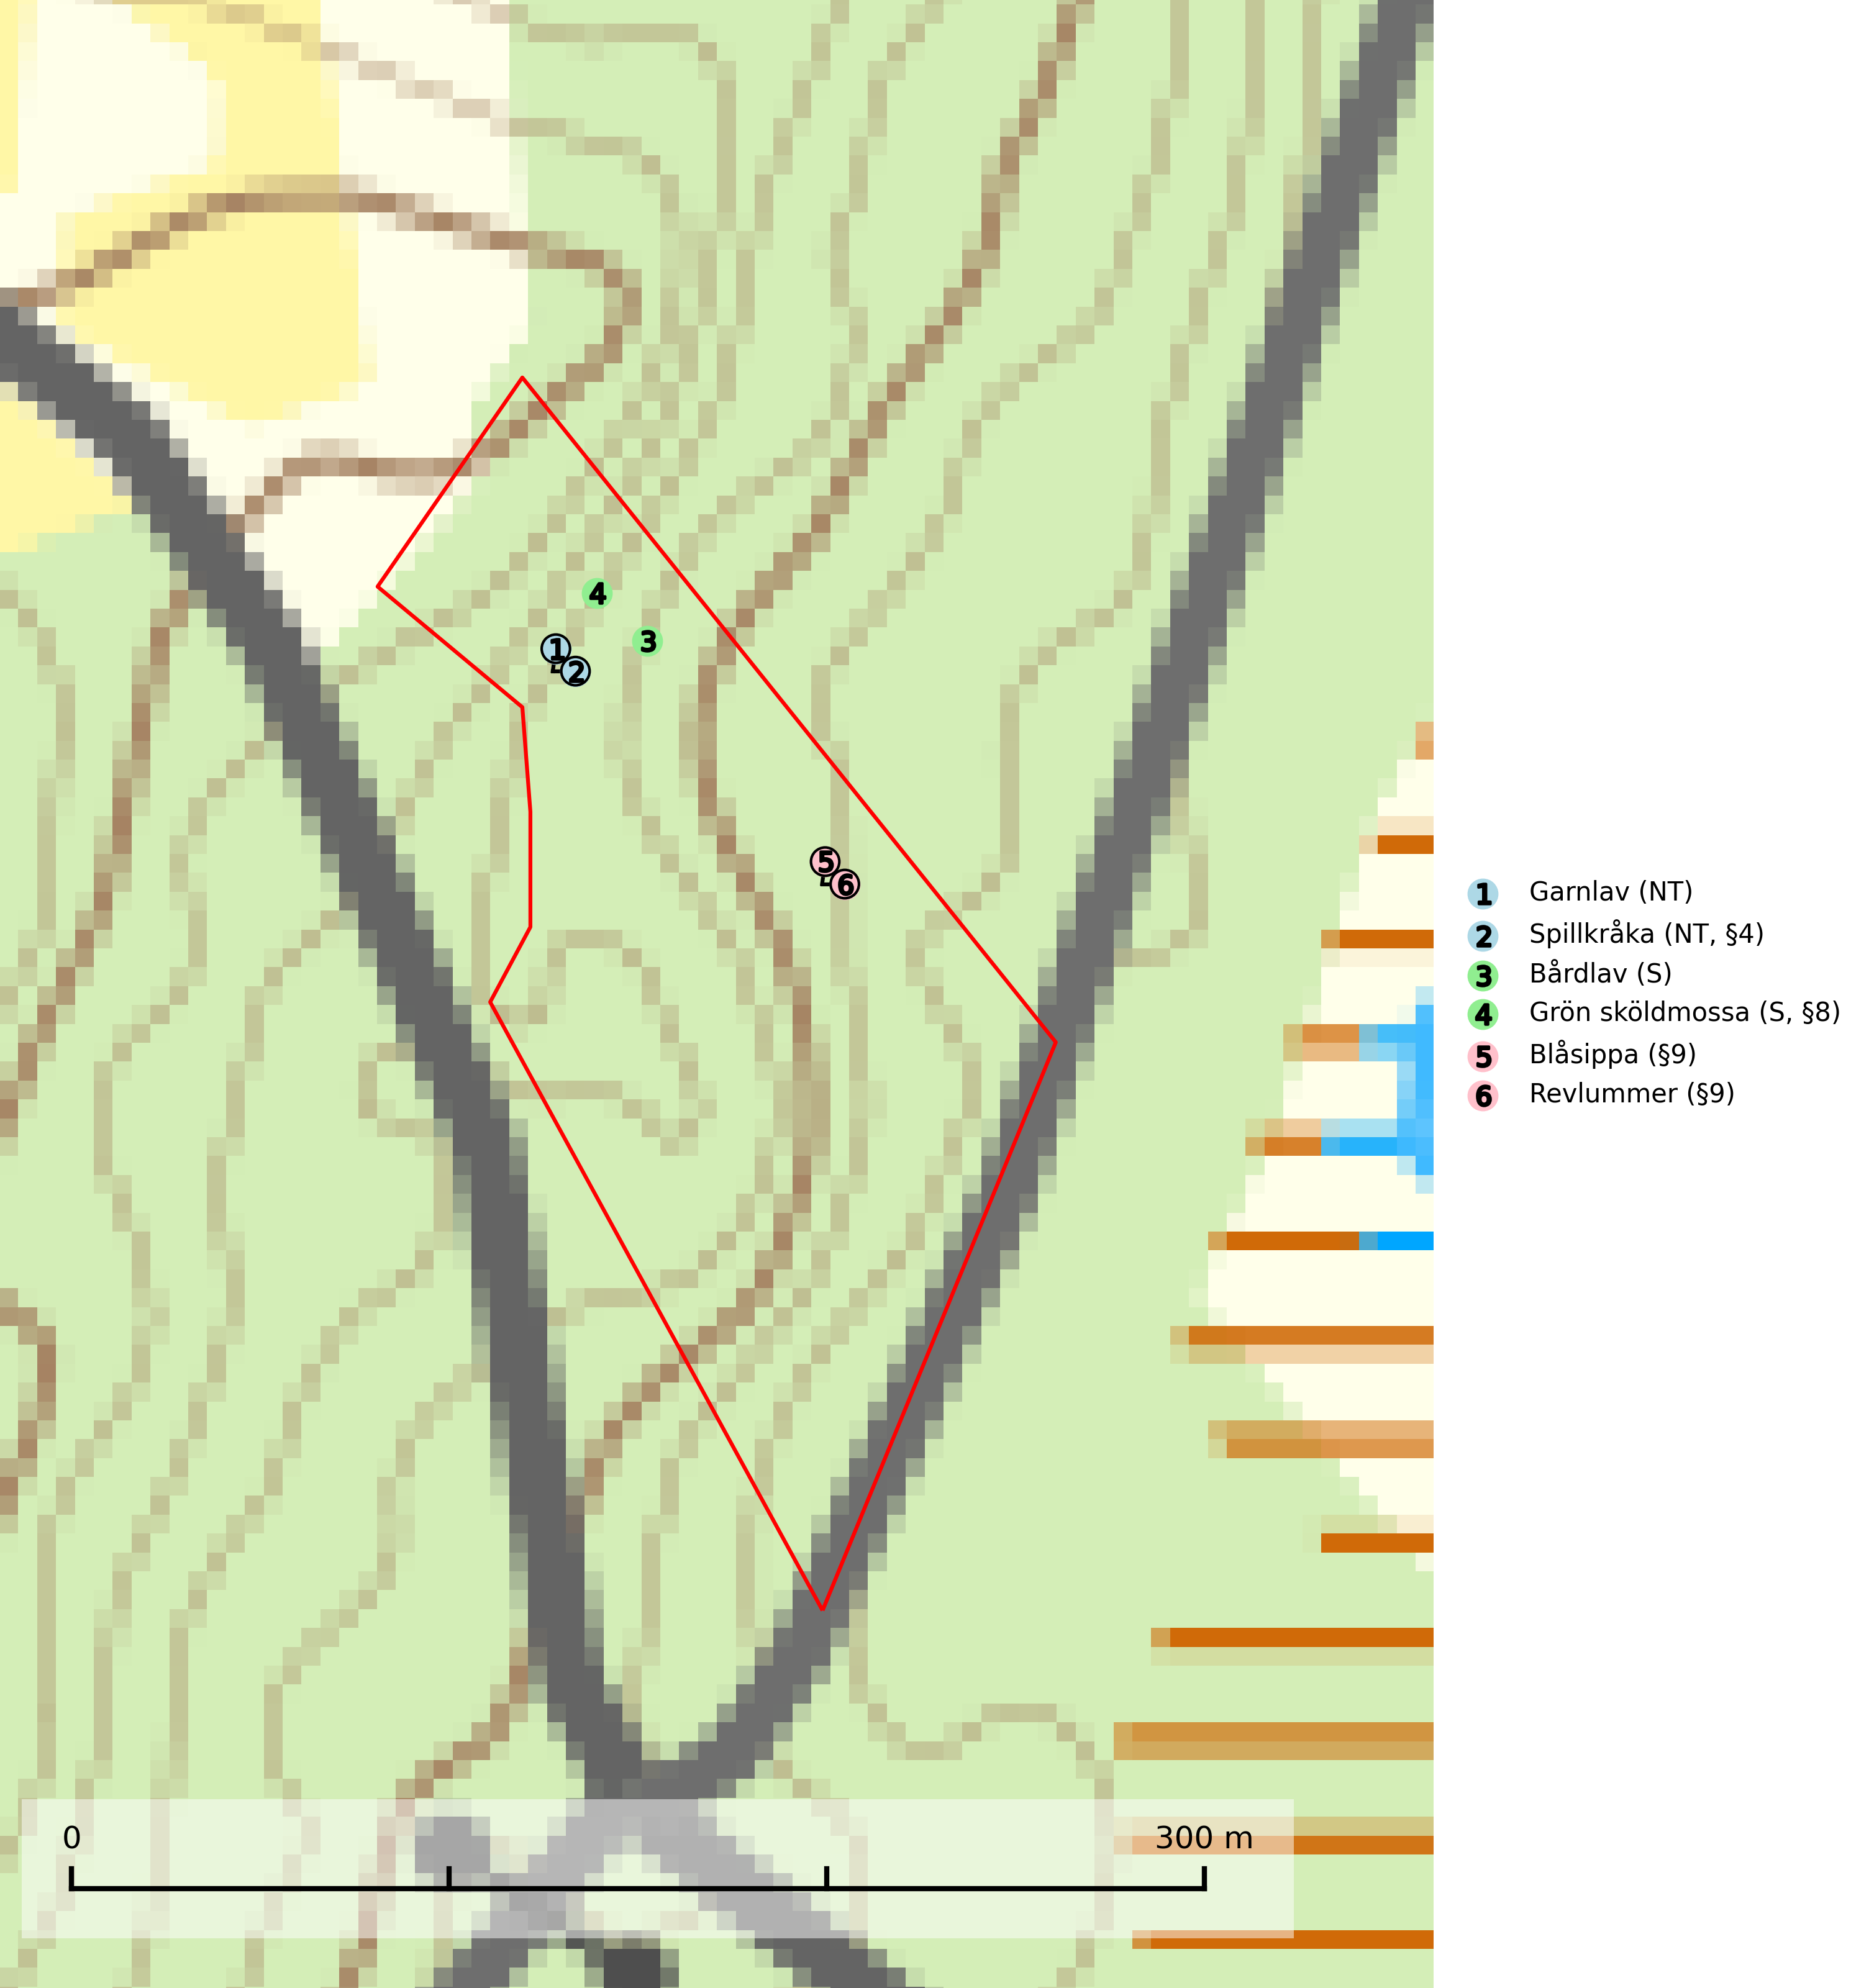 4
3
1
2
5
6
1 Garnlav (NT)
2 Spillkråka (NT, §4)
3 Bårdlav (S)
4 Grön sköldmossa (S, §8)
5 Blåsippa (§9)
6 Revlummer (§9)
0 300 m